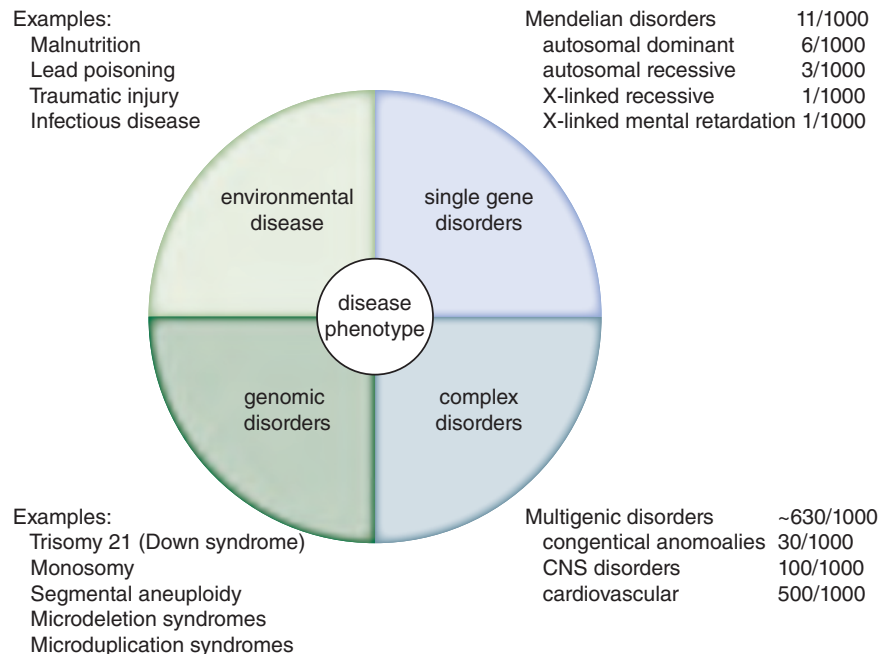 Examples:
Malnutrition
Lead poisoning
Traumatic injury
Infectious disease
Mendelian disorders 11/1000
autosomal dominant 6/1000
autosomal recessive 3/1000
X-linked recessive 1/1000
X-linked mental retardation 1/1000
environmental
disease
single gene
disorders
disease
phenotype
genomic
disorders
complex
disorders
Examples:
Trisomy 21 (Down syndrome)
Monosomy
Segmental aneuploidy
Microdeletion syndromes
Microduplication syndromes
Multigenic disorders ~630/1000
congentical anomoalies 30/1000
CNS disorders 100/1000
cardiovascular 500/1000